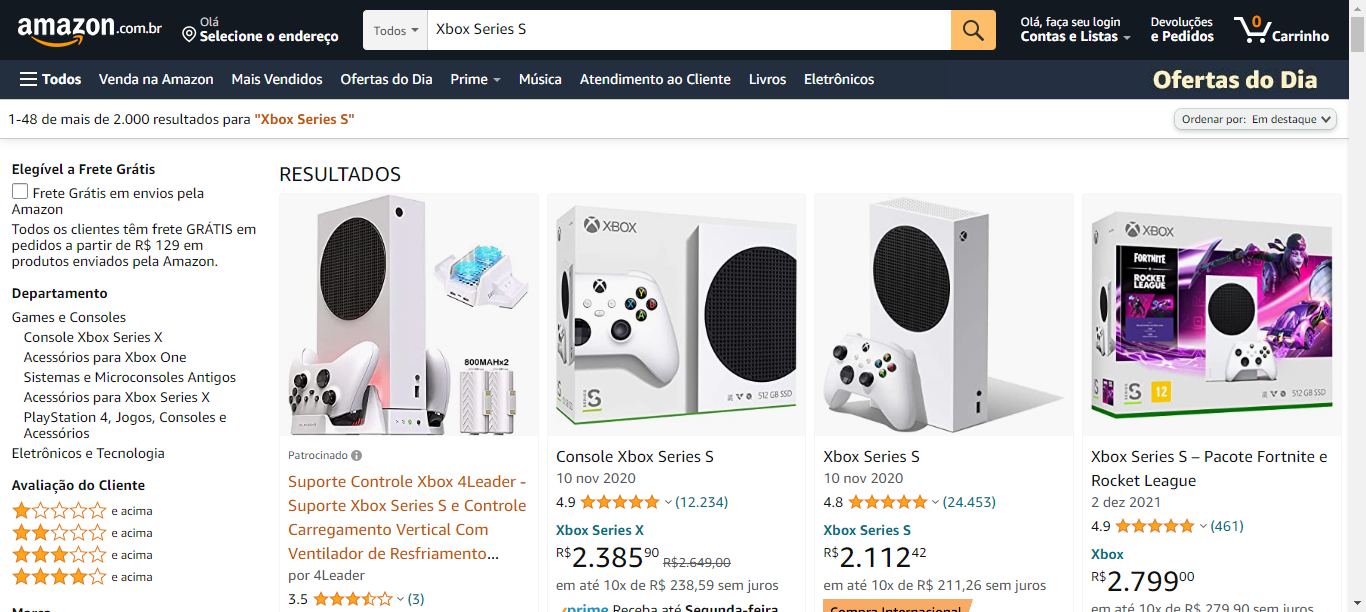 amazon.com.br
Olá
Selecione o endereço
Todos
Xbox Series S
Olá, faça seu login
Contas e Listas
Devoluções
e Pedidos
0
Carrinho
Todos
Venda na Amazon
Mais Vendidos
Ofertas do Dia
Prime
Música
Atendimento ao Cliente
Livros
Eletrônicos
Ofertas do Dia
1-48 de mais de 2.000 resultados para "Xbox Series S"
Ordenar por: Em destaque
Elegível a Frete Grátis
Frete Grátis em envios pela
Amazon
Todos os clientes têm frete GRÁTIS em
pedidos a partir de R$ 129 em
produtos enviados pela Amazon.
Departamento
Games e Consoles
Console Xbox Series X
Acessórios para Xbox One
Sistemas e Microconsoles Antigos
Acessórios para Xbox Series X
PlayStation 4, Jogos, Consoles e
Acessórios
Eletrônicos e Tecnologia
Avaliação do Cliente
e acima
e acima
e acima
e acima
Marca
RESULTADOS
800MAHx2
Patrocinado
Suporte Controle Xbox 4Leader -
Suporte Xbox Series S e Controle
Carregamento Vertical Com
Ventilador de Resfriamento...
por 4Leader
3.5
(3)
XBOX
Y
X
B
A
SERIES
S
512 GB SSD
Console Xbox Series S
10 nov 2020
4.9
(12.234)
Xbox Series X
R$2.38590 R$2.649,00
em até 10x de R$ 238,59 sem juros
prime Receba até Segunda-feira
Xbox Series S
10 nov 2020
4.8
(24.453)
Xbox Series S
R$2.11242
em até 10x de R$ 211,26 sem juros
Compra Internacional
XBOX
FORTNITE
ROCKET
LEAGUE
SERIES
S
12
512 GB SSD
Xbox Series S – Pacote Fortnite e
Rocket League
2 dez 2021
4.9
(461)
Xbox
R$2.79900
em até 10x de R$ 279,90 sem juros